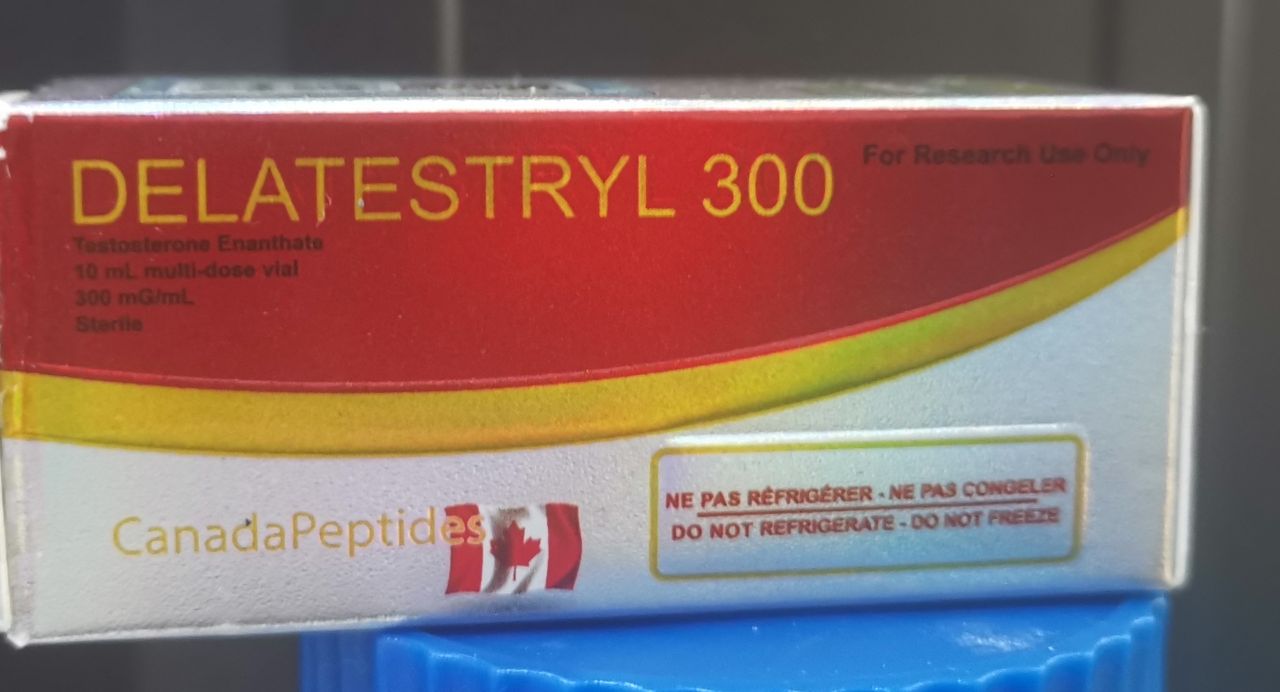 DELATESTRYL 300
For Research Use Only
Testosterone Enanthate
10 mL multi-dose vial
300 mG/mL
Sterile
CanadaPeptides
NE PAS RÉFRIGÉRER - NE PAS CONGELER
DO NOT REFRIGERATE - DO NOT FREEZE